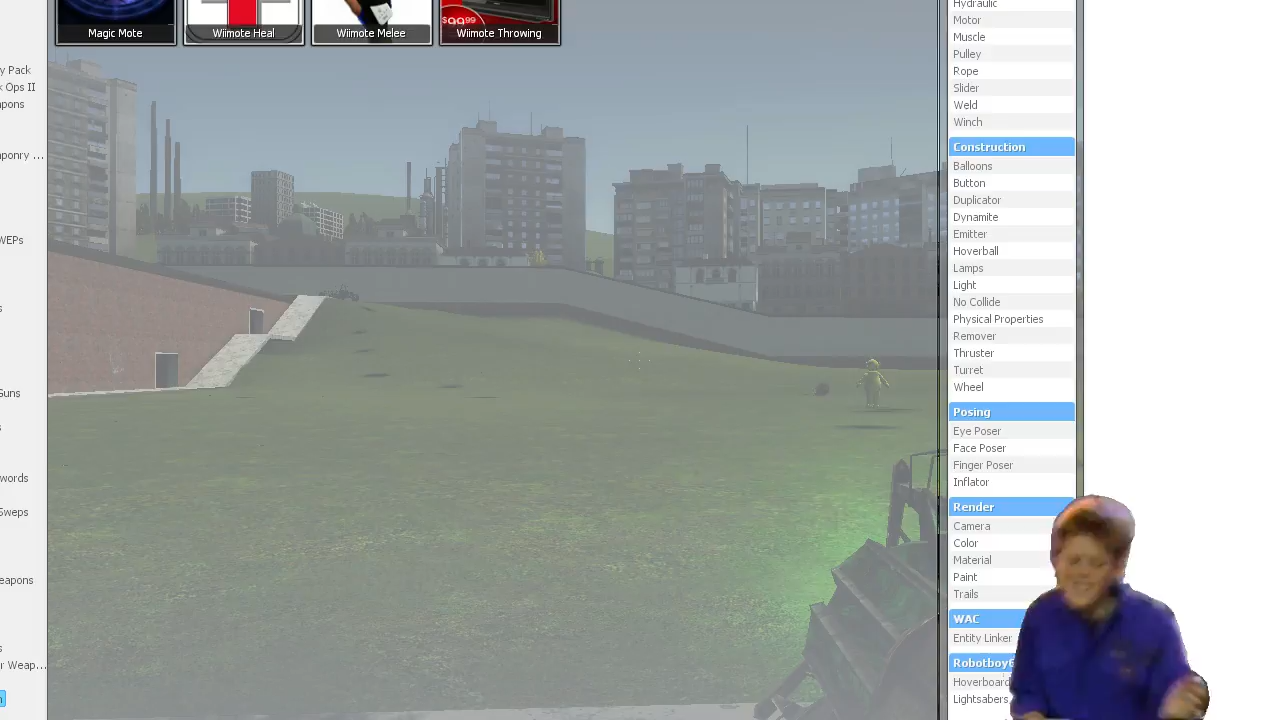 $99⁹⁹
Magic Mote
Wiimote Heal
Wiimote Melee
Wiimote Throwing
y Pack
k Ops II
apons
aponry ...
WEPs
s
Guns
s
words
Sweps
eapons
s
r Weap...
n
Hydraulic
Motor
Muscle
Pulley
Rope
Slider
Weld
Winch
Construction
Balloons
Button
Duplicator
Dynamite
Emitter
Hoverball
Lamps
Light
No Collide
Physical Properties
Remover
Thruster
Turret
Wheel
Posing
Eye Poser
Face Poser
Finger Poser
Inflator
Render
Camera
Color
Material
Paint
Trails
WAC
Entity Linker
Robotboy6
Hoverboard
Lightsabers